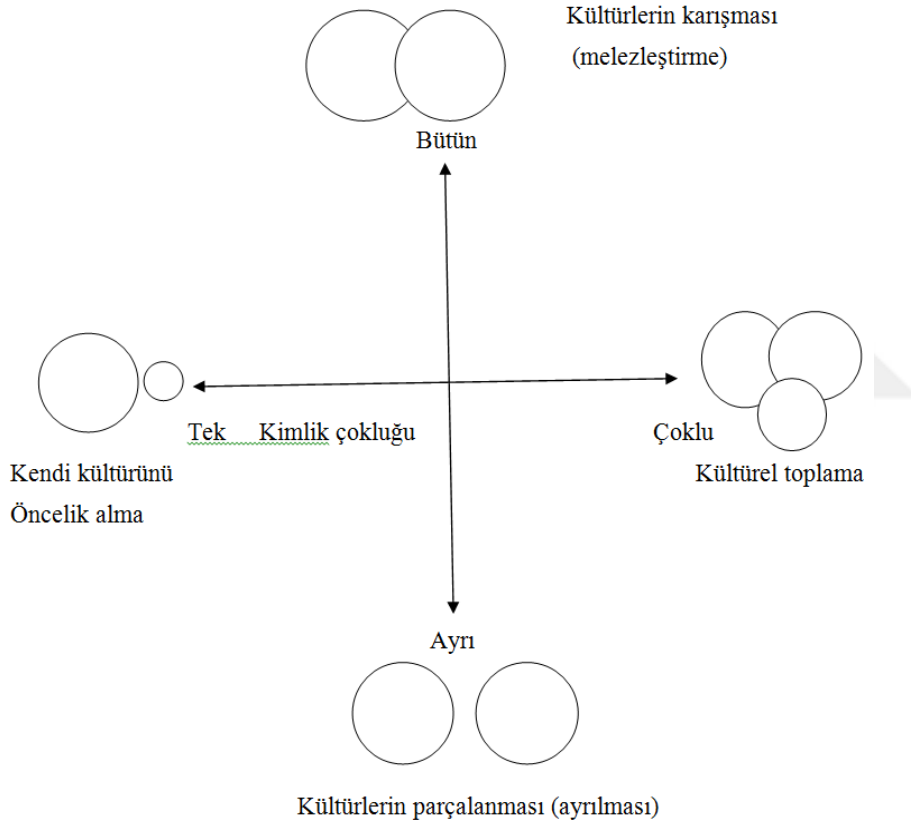 Kültürlerin karışması
(melezleştirme)
Bütün
Tek Kimlik çokluğu
Çoklu
Kendi kültürünü
Öncelik alma
Kültürel toplama
Ayrı
Kültürlerin parçalanması (ayrılması)